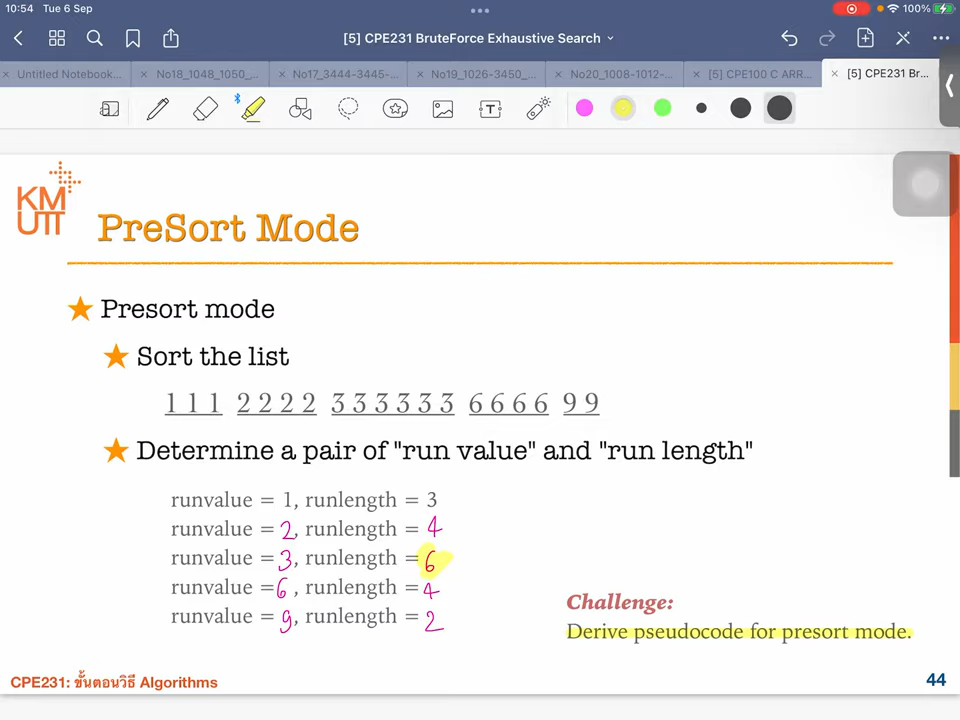 10:54 Tue 6 Sep 100%
[5] CPE231 BruteForce Exhaustive Search
Untitled Notebook... No18_1048_1050_... No17_3444-3445-... No19_1026-3450_... No20_1008-1012-... [5] CPE100 C ARR... [5] CPE231 Br...
KM
UTT
PreSort Mode
Presort mode
Sort the list
1 1 1 2 2 2 2 3 3 3 3 3 3 6 6 6 6 9 9
Determine a pair of "run value" and "run length"
runvalue = 1, runlength = 3
runvalue = 2, runlength = 4
runvalue = 3, runlength = 6
runvalue = 6, runlength = 4
runvalue = 9, runlength = 2
Challenge:
Derive pseudocode for presort mode.
CPE231: ขั้นตอนวิธี Algorithms 44